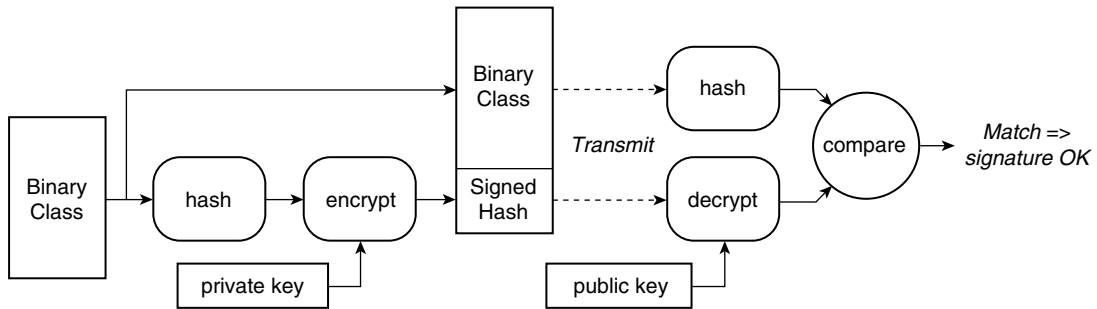 Binary
Class
hash
encrypt
private key
Binary
Class
Signed
Hash
Transmit
hash
decrypt
public key
compare
Match =>
signature OK